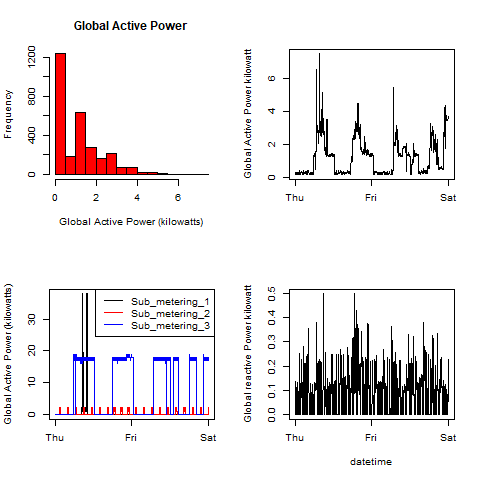 Global Active Power
Frequency
0 400 800 1200
0 2 4 6
Global Active Power (kilowatts)
Global Active Power kilowatt
0 2 4 6
Thu Fri Sat
Global Active Power (kilowatts)
0 10 20 30
Sub_metering_1
Sub_metering_2
Sub_metering_3
Thu Fri Sat
Global reactive Power kilowatt
0.0 0.1 0.2 0.3 0.4 0.5
Thu Fri Sat
datetime